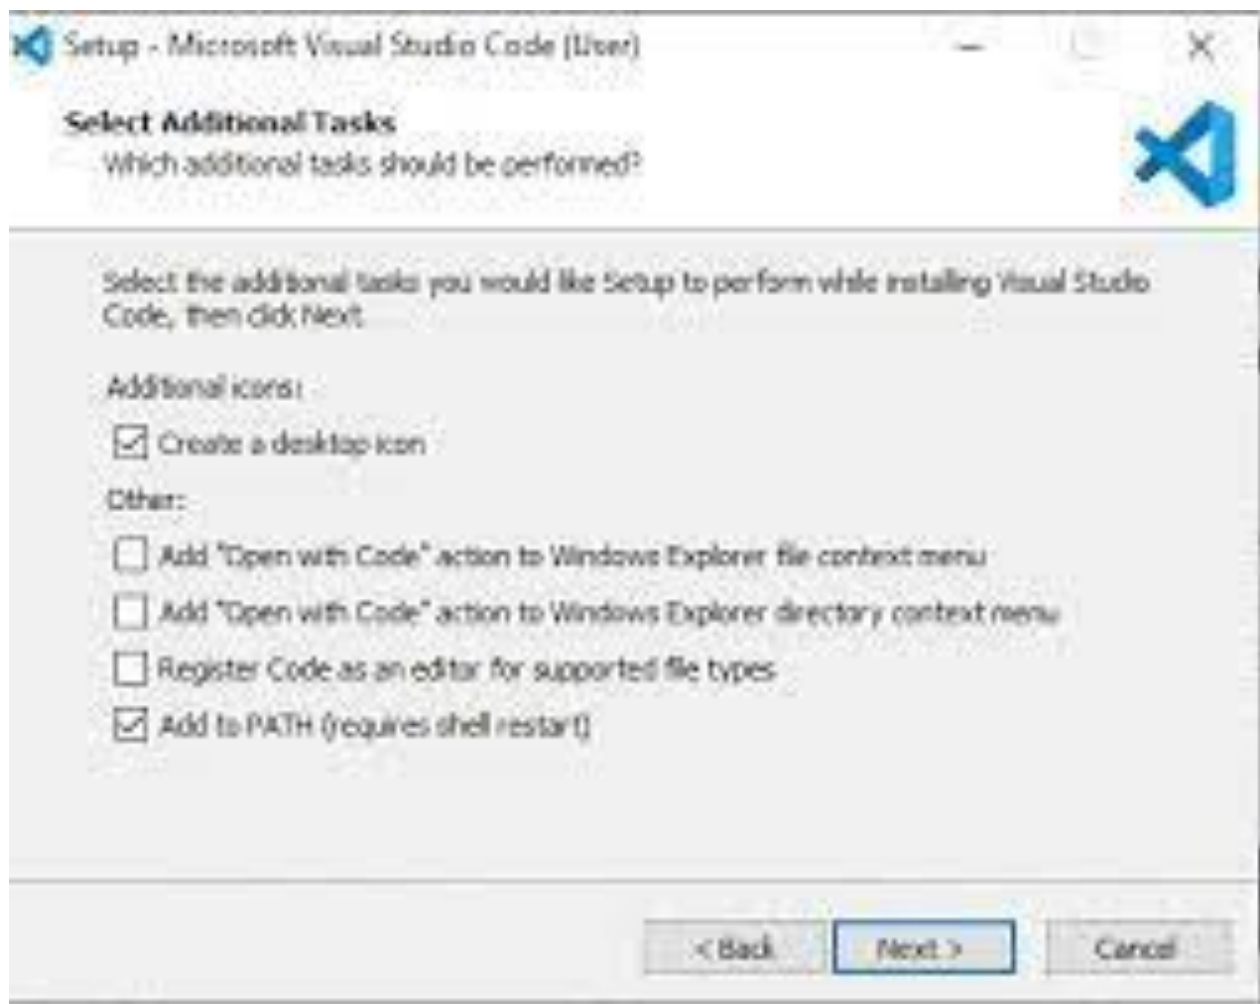 Setup - Microsoft Visual Studio Code (User)
Select Additional Tasks
Which additional tasks should be performed?
Select the additional tasks you would like Setup to perform while installing Visual Studio
Code, then click Next.
Additional icons:
Create a desktop icon
Other:
Add "Open with Code" action to Windows Explorer file context menu
Add "Open with Code" action to Windows Explorer directory context menu
Register Code as an editor for supported file types
Add to PATH (requires shell restart)
< Back Next > Cancel